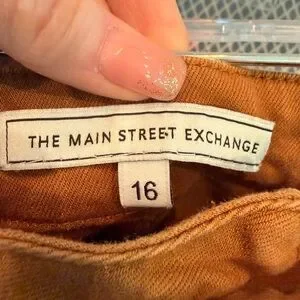 THE MAIN STREET EXCHANGE
16